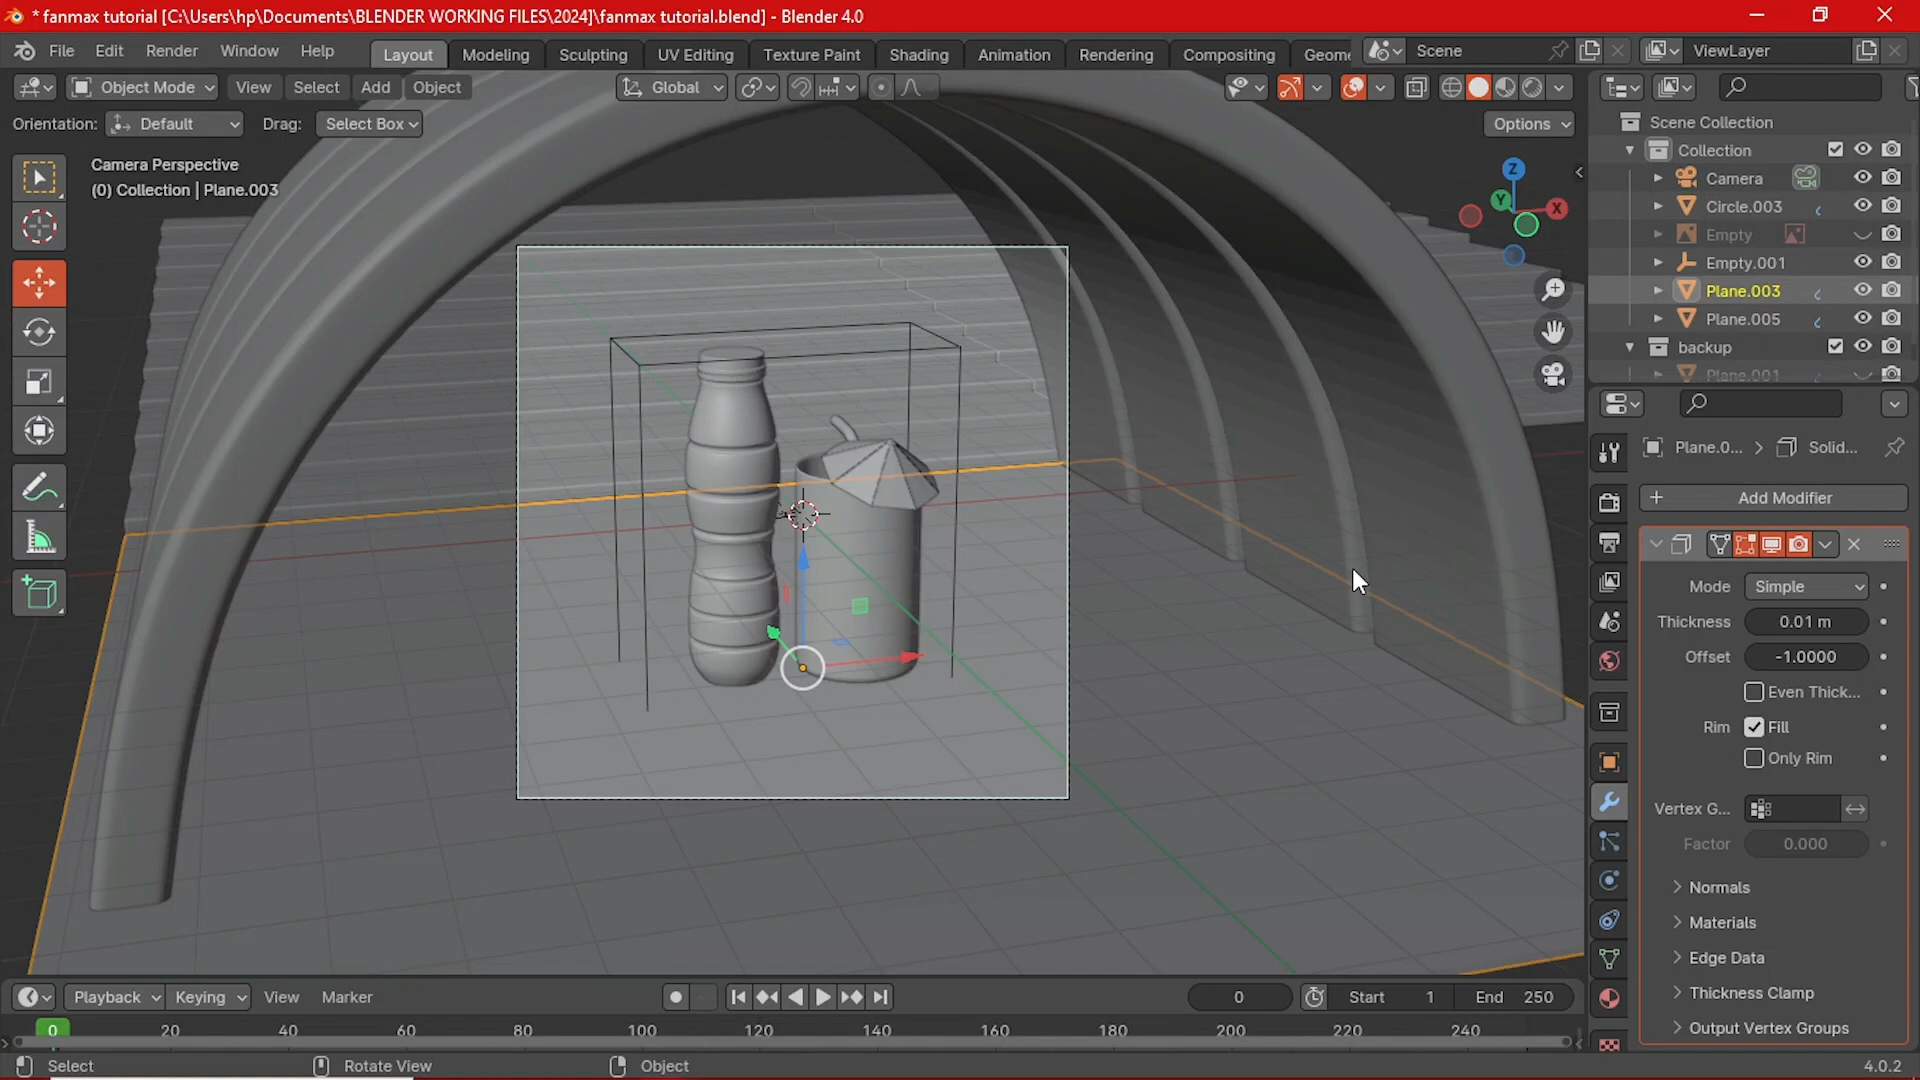 * fanmax tutorial [C:\Users\hp\Documents\BLENDER WORKING FILES\2024]\fanmax tutorial.blend] - Blender 4.0
File Edit Render Window Help Layout Modeling Sculpting UV Editing Texture Paint Shading Animation Rendering Compositing Geome Scene ViewLayer
Object Mode View Select Add Object Global
Orientation: Default Drag: Select Box Options
Camera Perspective
(0) Collection | Plane.003
Z
Y
X
Scene Collection
Collection
Camera
Circle.003
Empty
Empty.001
Plane.003
Plane.005
backup
Plane.001
Plane.0... > Solid...
+ Add Modifier
Mode Simple
Thickness 0.01 m
Offset -1.0000
Even Thick...
Rim Fill
Only Rim
Vertex G...
Factor 0.000
Normals
Materials
Edge Data
Thickness Clamp
Output Vertex Groups
Playback Keying View Marker 0 Start 1 End 250
0 20 40 60 80 100 120 140 160 180 200 220 240
Select Rotate View Object 4.0.2